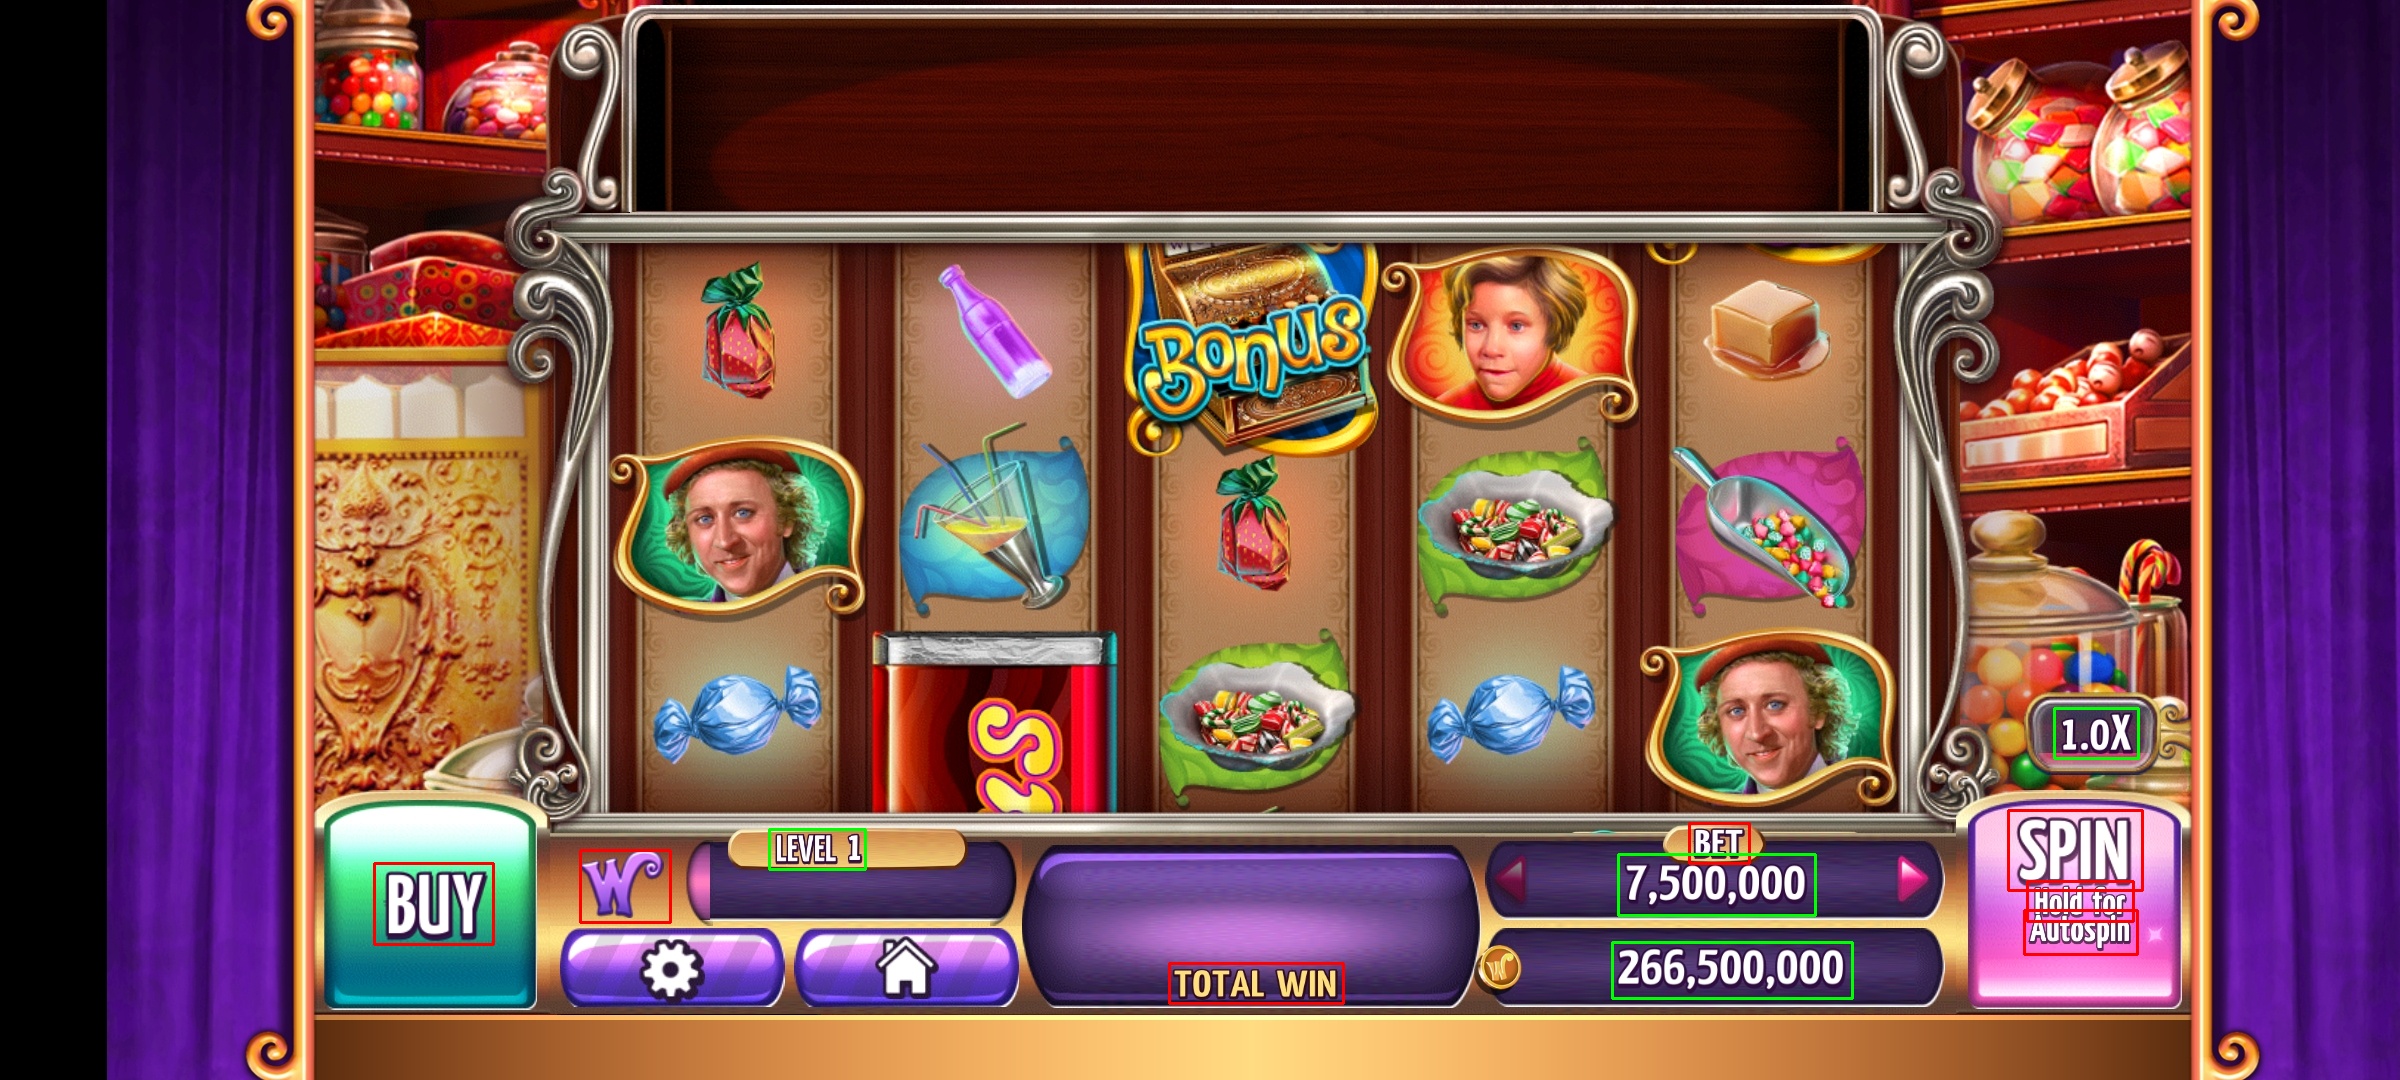 Bonus
1.0X
LEVEL 1
BET
SPIN
BUY
W
7,500,000
Hold for
Autospin
266,500,000
TOTAL WIN